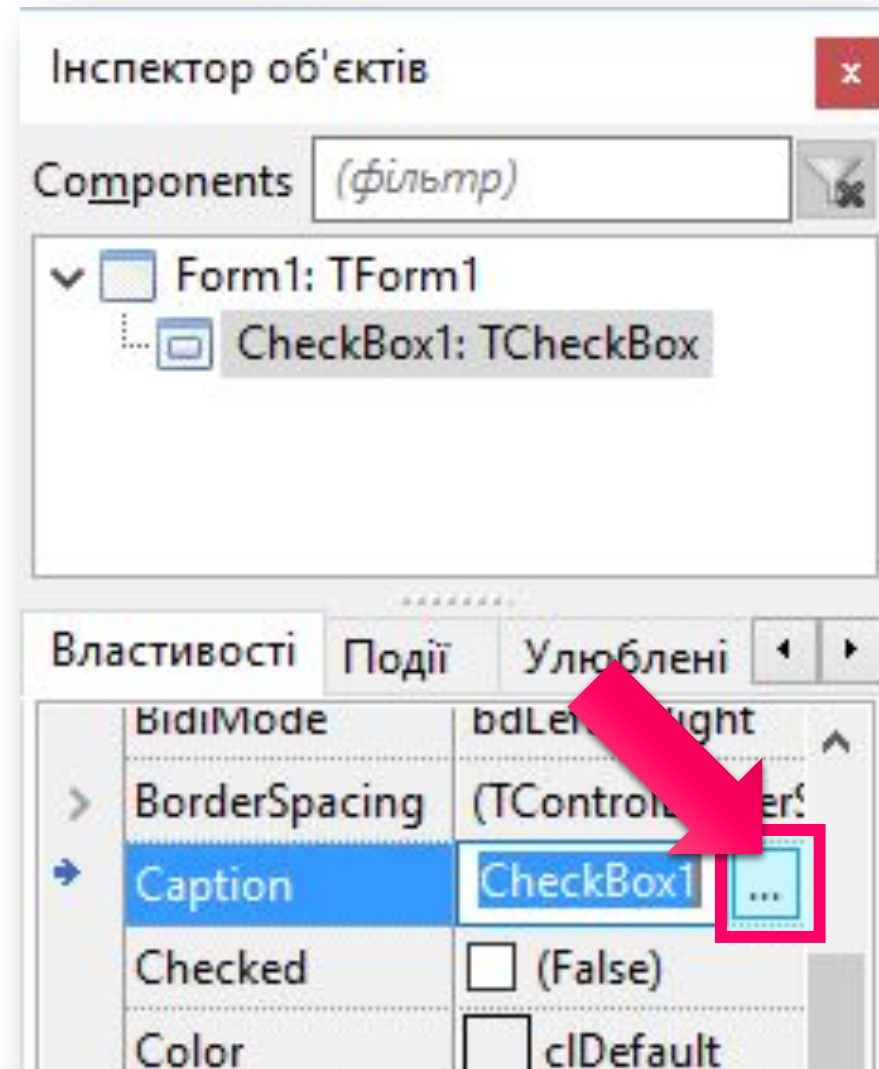 Інспектор об'єктів x
Components (фільтр)
Form1: TForm1
CheckBox1: TCheckBox
Властивості Події Улюблені
BidiMode
BorderSpacing
Caption CheckBox1 ...
Checked (False)
Color clDefault